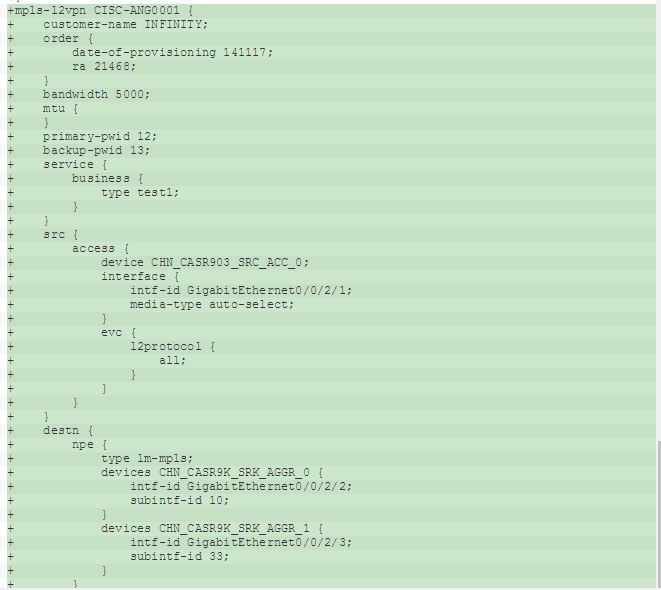 +mpls-l2vpn CISC-ANG0001 {
+    customer-name INFINITY;
+    order {
+        date-of-provisioning 141117;
+        ra 21468;
+    }
+    bandwidth 5000;
+    mtu {
+    }
+    primary-pwid 12;
+    backup-pwid 13;
+    service {
+        business {
+            type test1;
+        }
+    }
+    src {
+        access {
+            device CHN_CASR903_SRC_ACC_0;
+            interface {
+                intf-id GigabitEthernet0/0/2/1;
+                media-type auto-select;
+            }
+            evc {
+                l2protocol {
+                    all;
+                }
+            }
+        }
+    }
+    destn {
+        npe {
+            type lm-mpls;
+            devices CHN_CASR9K_SRK_AGGR_0 {
+                intf-id GigabitEthernet0/0/2/2;
+                subintf-id 10;
+            }
+            devices CHN_CASR9K_SRK_AGGR_1 {
+                intf-id GigabitEthernet0/0/2/3;
+                subintf-id 33;
+            }
+        }